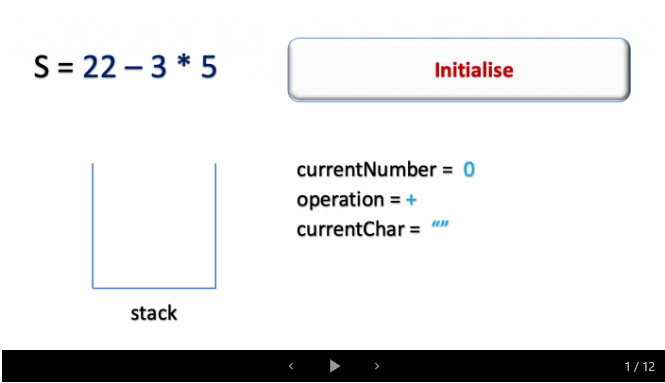 S = 22 – 3 * 5
Initialise
currentNumber = 0
operation = +
currentChar = “”
stack
1 / 12